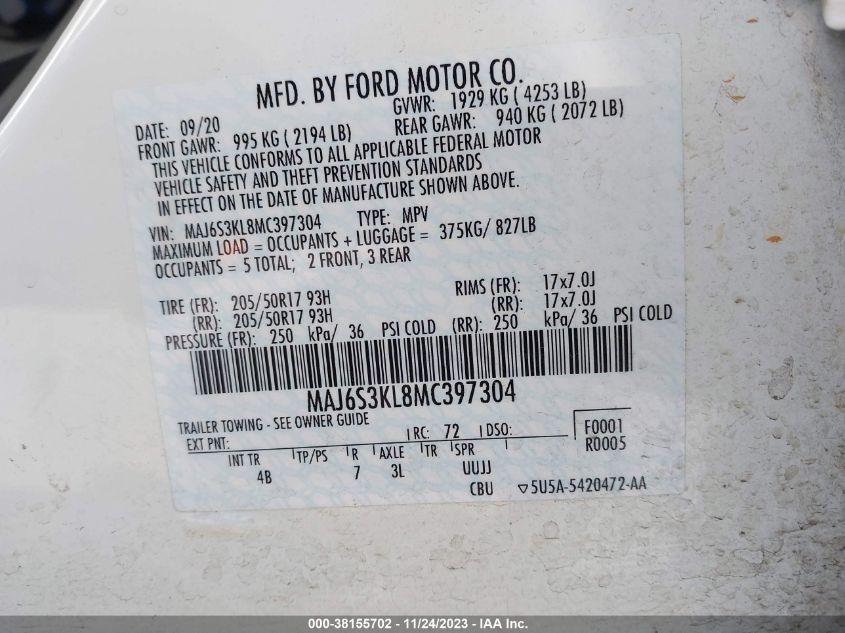 MFD. BY FORD MOTOR CO.
DATE: 09/20 GVWR: 1929 KG ( 4253 LB)
FRONT GAWR: 995 KG ( 2194 LB) REAR GAWR: 940 KG ( 2072 LB)
THIS VEHICLE CONFORMS TO ALL APPLICABLE FEDERAL MOTOR
VEHICLE SAFETY AND THEFT PREVENTION STANDARDS
IN EFFECT ON THE DATE OF MANUFACTURE SHOWN ABOVE.
VIN: MAJ6S3KL8MC397304 TYPE: MPV
MAXIMUM LOAD = OCCUPANTS + LUGGAGE = 375KG/ 827LB
OCCUPANTS = 5 TOTAL; 2 FRONT, 3 REAR
TIRE (FR): 205/50R17 93H RIMS (FR): 17x7.0J
(RR): 205/50R17 93H (RR): 17x7.0J
PRESSURE (FR): 250 kPa/ 36 PSI COLD (RR): 250 kPa/ 36 PSI COLD
MAJ6S3KL8MC397304
TRAILER TOWING - SEE OWNER GUIDE
EXT PNT: RC: 72 DSO: F0001
R0005
INT TR TP/PS R AXLE TR SPR
4B 7 3L UUJJ
CBU ▽5U5A-5420472-AA
000-38155702 - 11/24/2023 - IAA Inc.